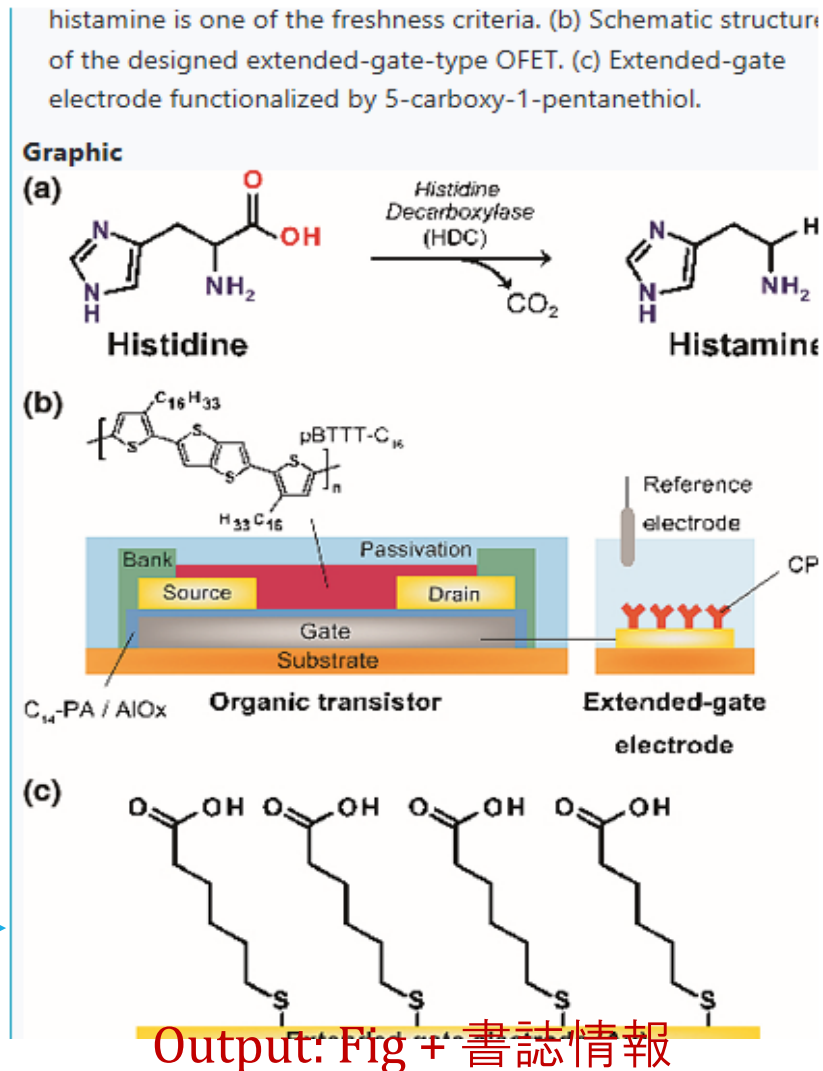 histamine is one of the freshness criteria. (b) Schematic structure
of the designed extended-gate-type OFET. (c) Extended-gate
electrode functionalized by 5-carboxy-1-pentanethiol.
Graphic
(a)
O
OH
N
N
H
NH₂
Histidine
Histidine
Decarboxylase
(HDC)
CO₂
N
N
H
H
NH₂
Histamine
(b)
C₁₆H₃₃
S
S
S
S
n
pBTTT-C₁₆
H₃₃C₁₆
Bank
Passivation
Source
Drain
Gate
Substrate
C₁₄-PA / AlOx
Organic transistor
Reference
electrode
CP
Extended-gate
electrode
(c)
O OH O OH O OH O OH
S S S S
Output: Fig + 書誌情報